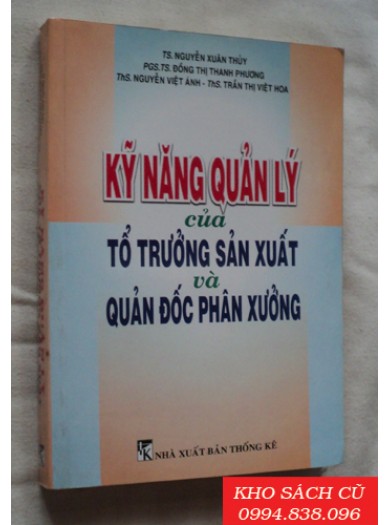 TS. NGUYỄN XUÂN THỦY
PGS.TS. ĐỒNG THỊ THANH PHƯƠNG
ThS. NGUYỄN VIỆT ÁNH - ThS. TRẦN THỊ VIỆT HOA
KỸ NĂNG QUẢN LÝ
của
TỔ TRƯỞNG SẢN XUẤT
và
QUẢN ĐỐC PHÂN XƯỞNG
NHÀ XUẤT BẢN THỐNG KÊ
KHO SÁCH CŨ
0994.838.096